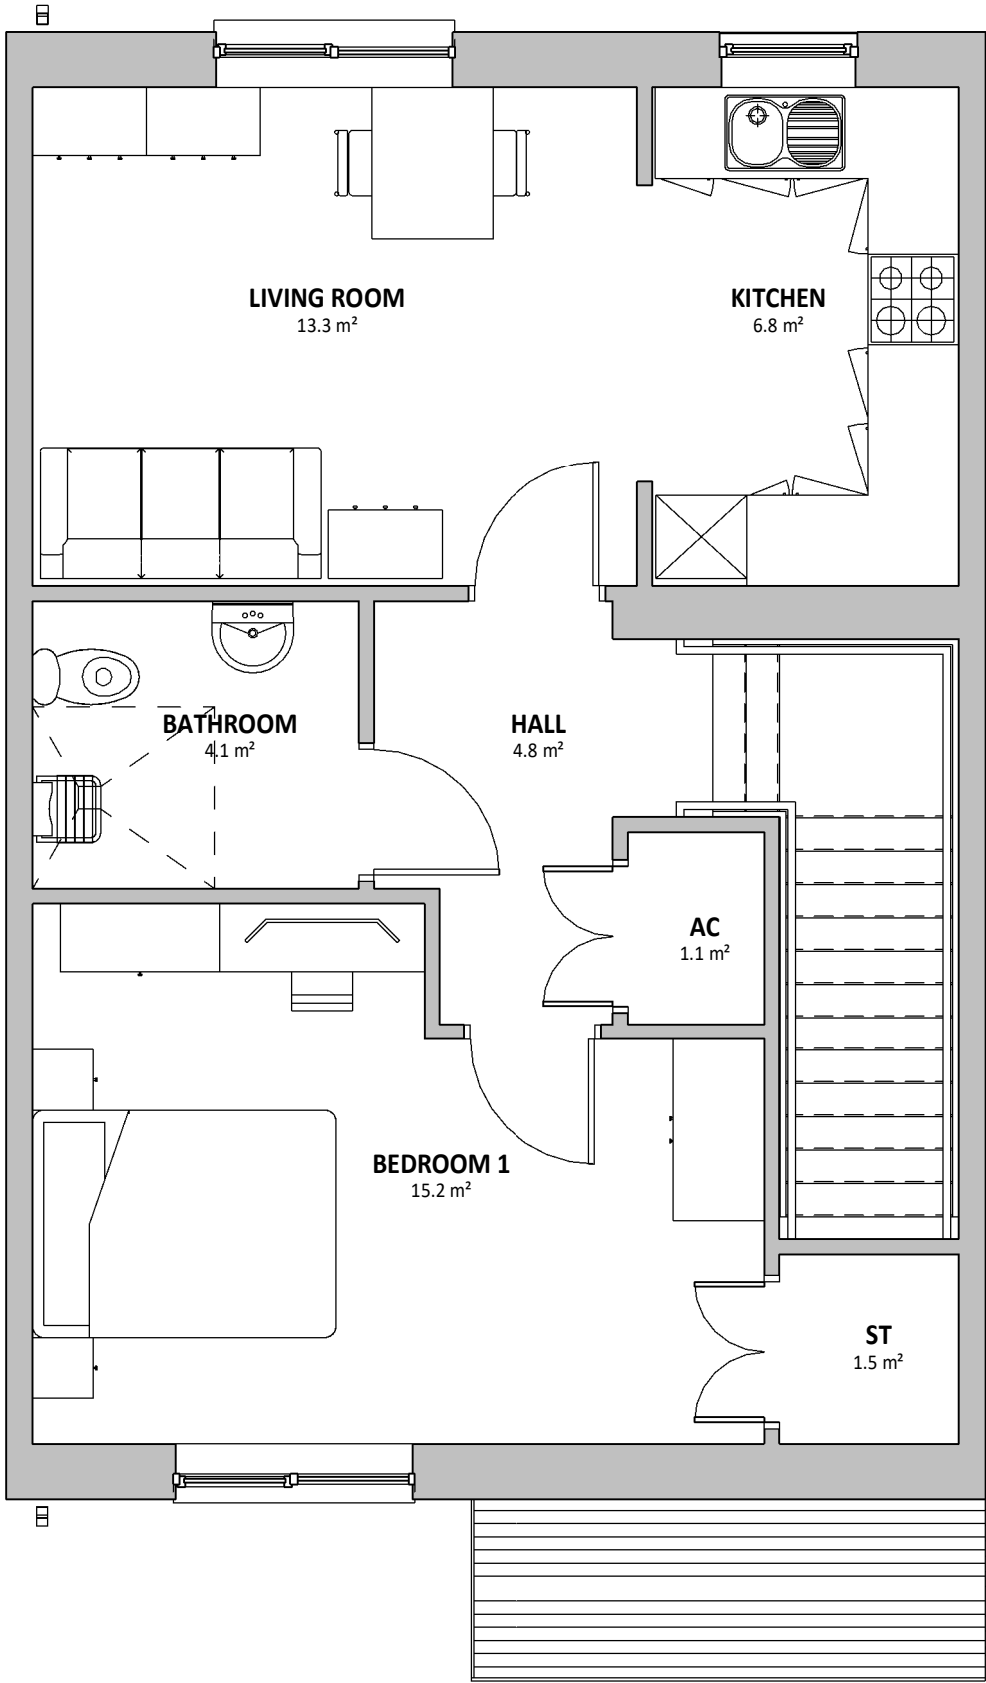 LIVING ROOM
13.3 m²
KITCHEN
6.8 m²
BATHROOM
4.1 m²
HALL
4.8 m²
AC
1.1 m²
BEDROOM 1
15.2 m²
ST
1.5 m²